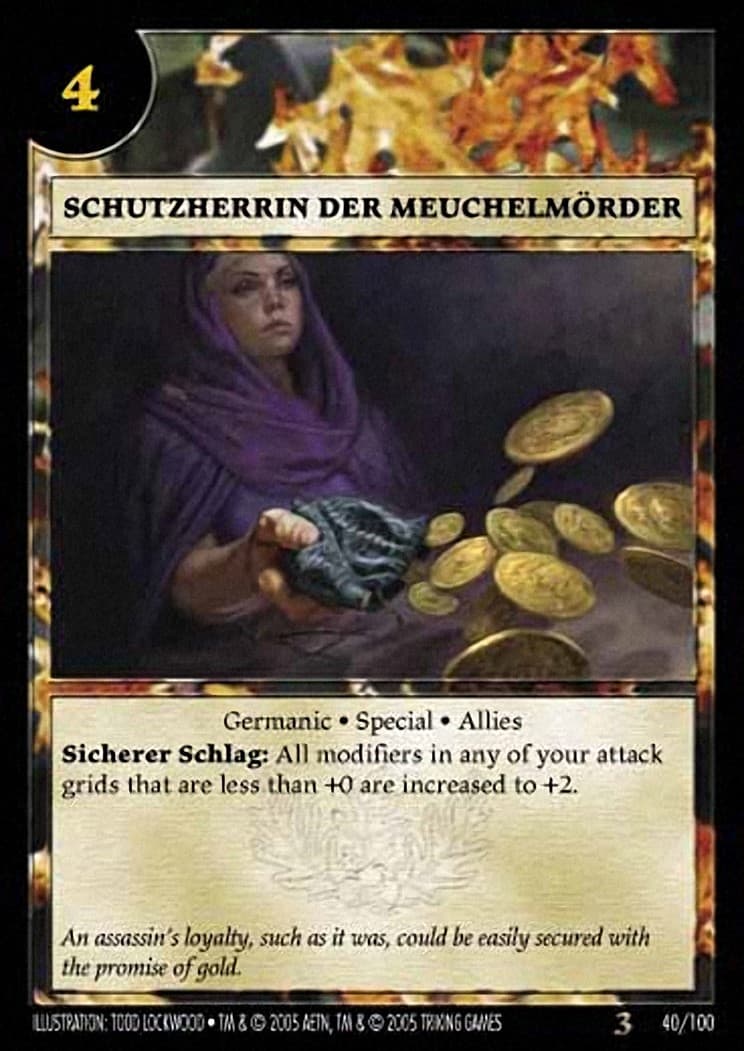 4
SCHUTZHERRIN DER MEUCHELMÖRDER
Germanic • Special • Allies
Sicherer Schlag: All modifiers in any of your attack
grids that are less than +0 are increased to +2.
An assassin's loyalty, such as it was, could be easily secured with
the promise of gold.
ILLUSTRATION: TODD LOCKWOOD • TM & © 2005 AETN, TM & © 2005 TRIKING GAMES 3 40/100